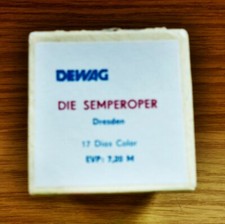 DEWAG
DIE SEMPEROPER
Dresden
17 Dias Color
EVP: 7,20 M